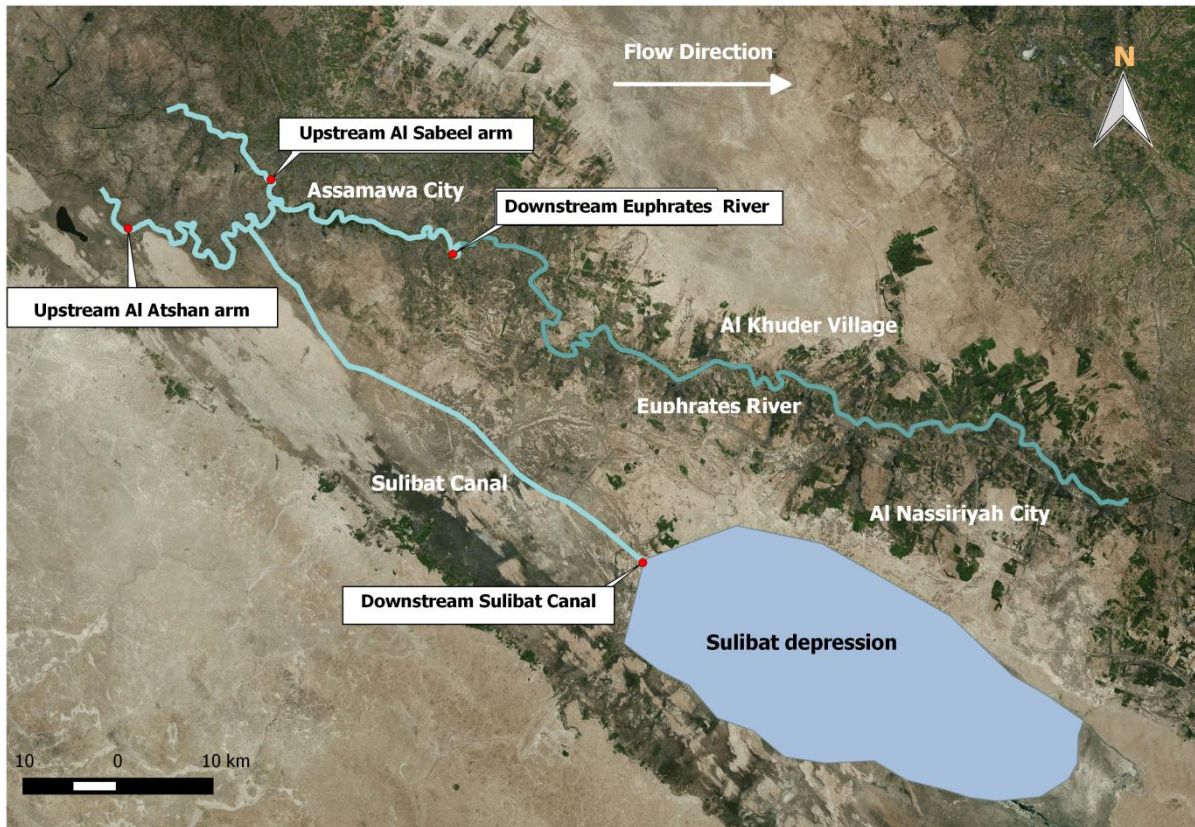 Flow Direction
N
Upstream Al Sabeel arm
Assamawa City
Downstream Euphrates River
Upstream Al Atshan arm
Al Khuder Village
Euphrates River
Sulibat Canal
Al Nassiriyah City
Downstream Sulibat Canal
Sulibat depression
10 0 10 km